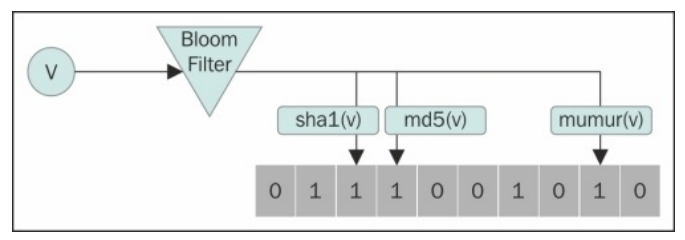 Bloom
Filter
V
sha1(v) md5(v) mumur(v)
0 1 1 1 0 0 1 0 1 0